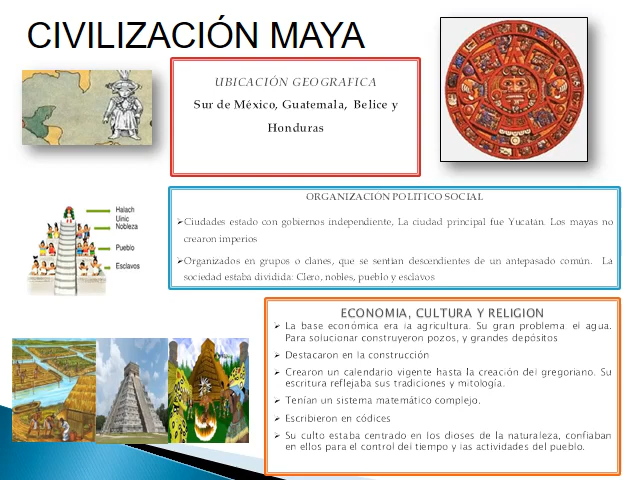 CIVILIZACIÓN MAYA
UBICACIÓN GEOGRAFICA
Sur de México, Guatemala, Belice y
Honduras
Halach
Uinic
Nobleza
Pueblo
Esclavos
ORGANIZACIÓN POLITICO SOCIAL
➤Ciudades estado con gobiernos independiente, La ciudad principal fue Yucatán. Los mayas no
crearon imperios
➤Organizados en grupos o clanes, que se sentían descendientes de un antepasado común. La
sociedad estaba dividida: Clero, nobles, pueblo y esclavos
ECONOMIA, CULTURA Y RELIGION
➤ La base económica era la agricultura. Su gran problema el agua.
Para solucionar construyeron pozos, y grandes depósitos
➤ Destacaron en la construcción
➤ Crearon un calendario vigente hasta la creación del gregoriano. Su
escritura reflejaba sus tradiciones y mitología.
➤ Tenían un sistema matemático complejo.
➤ Escribieron en códices
➤ Su culto estaba centrado en los dioses de la naturaleza, confiaban
en ellos para el control del tiempo y las actividades del pueblo.